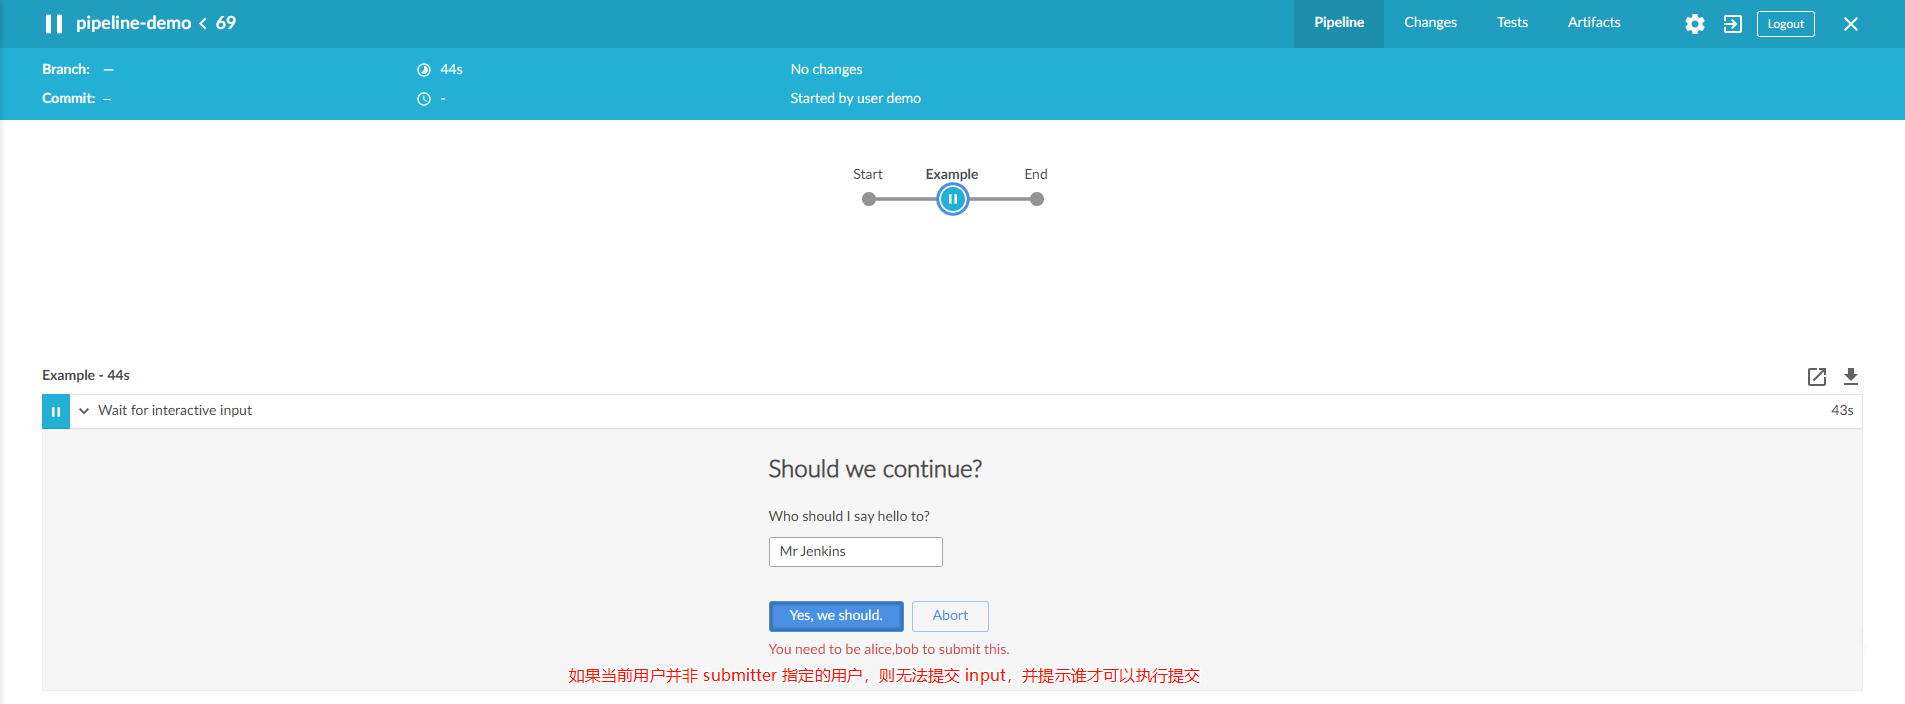 pipeline-demo < 69
Pipeline Changes Tests Artifacts Logout
Branch: — 44s No changes
Commit: — - Started by user demo
Start Example End
Example - 44s
Wait for interactive input 43s
Should we continue?
Who should I say hello to?
Mr Jenkins
Yes, we should. Abort
You need to be alice,bob to submit this.
如果当前用户并非 submitter 指定的用户，则无法提交 input，并提示谁才可以执行提交